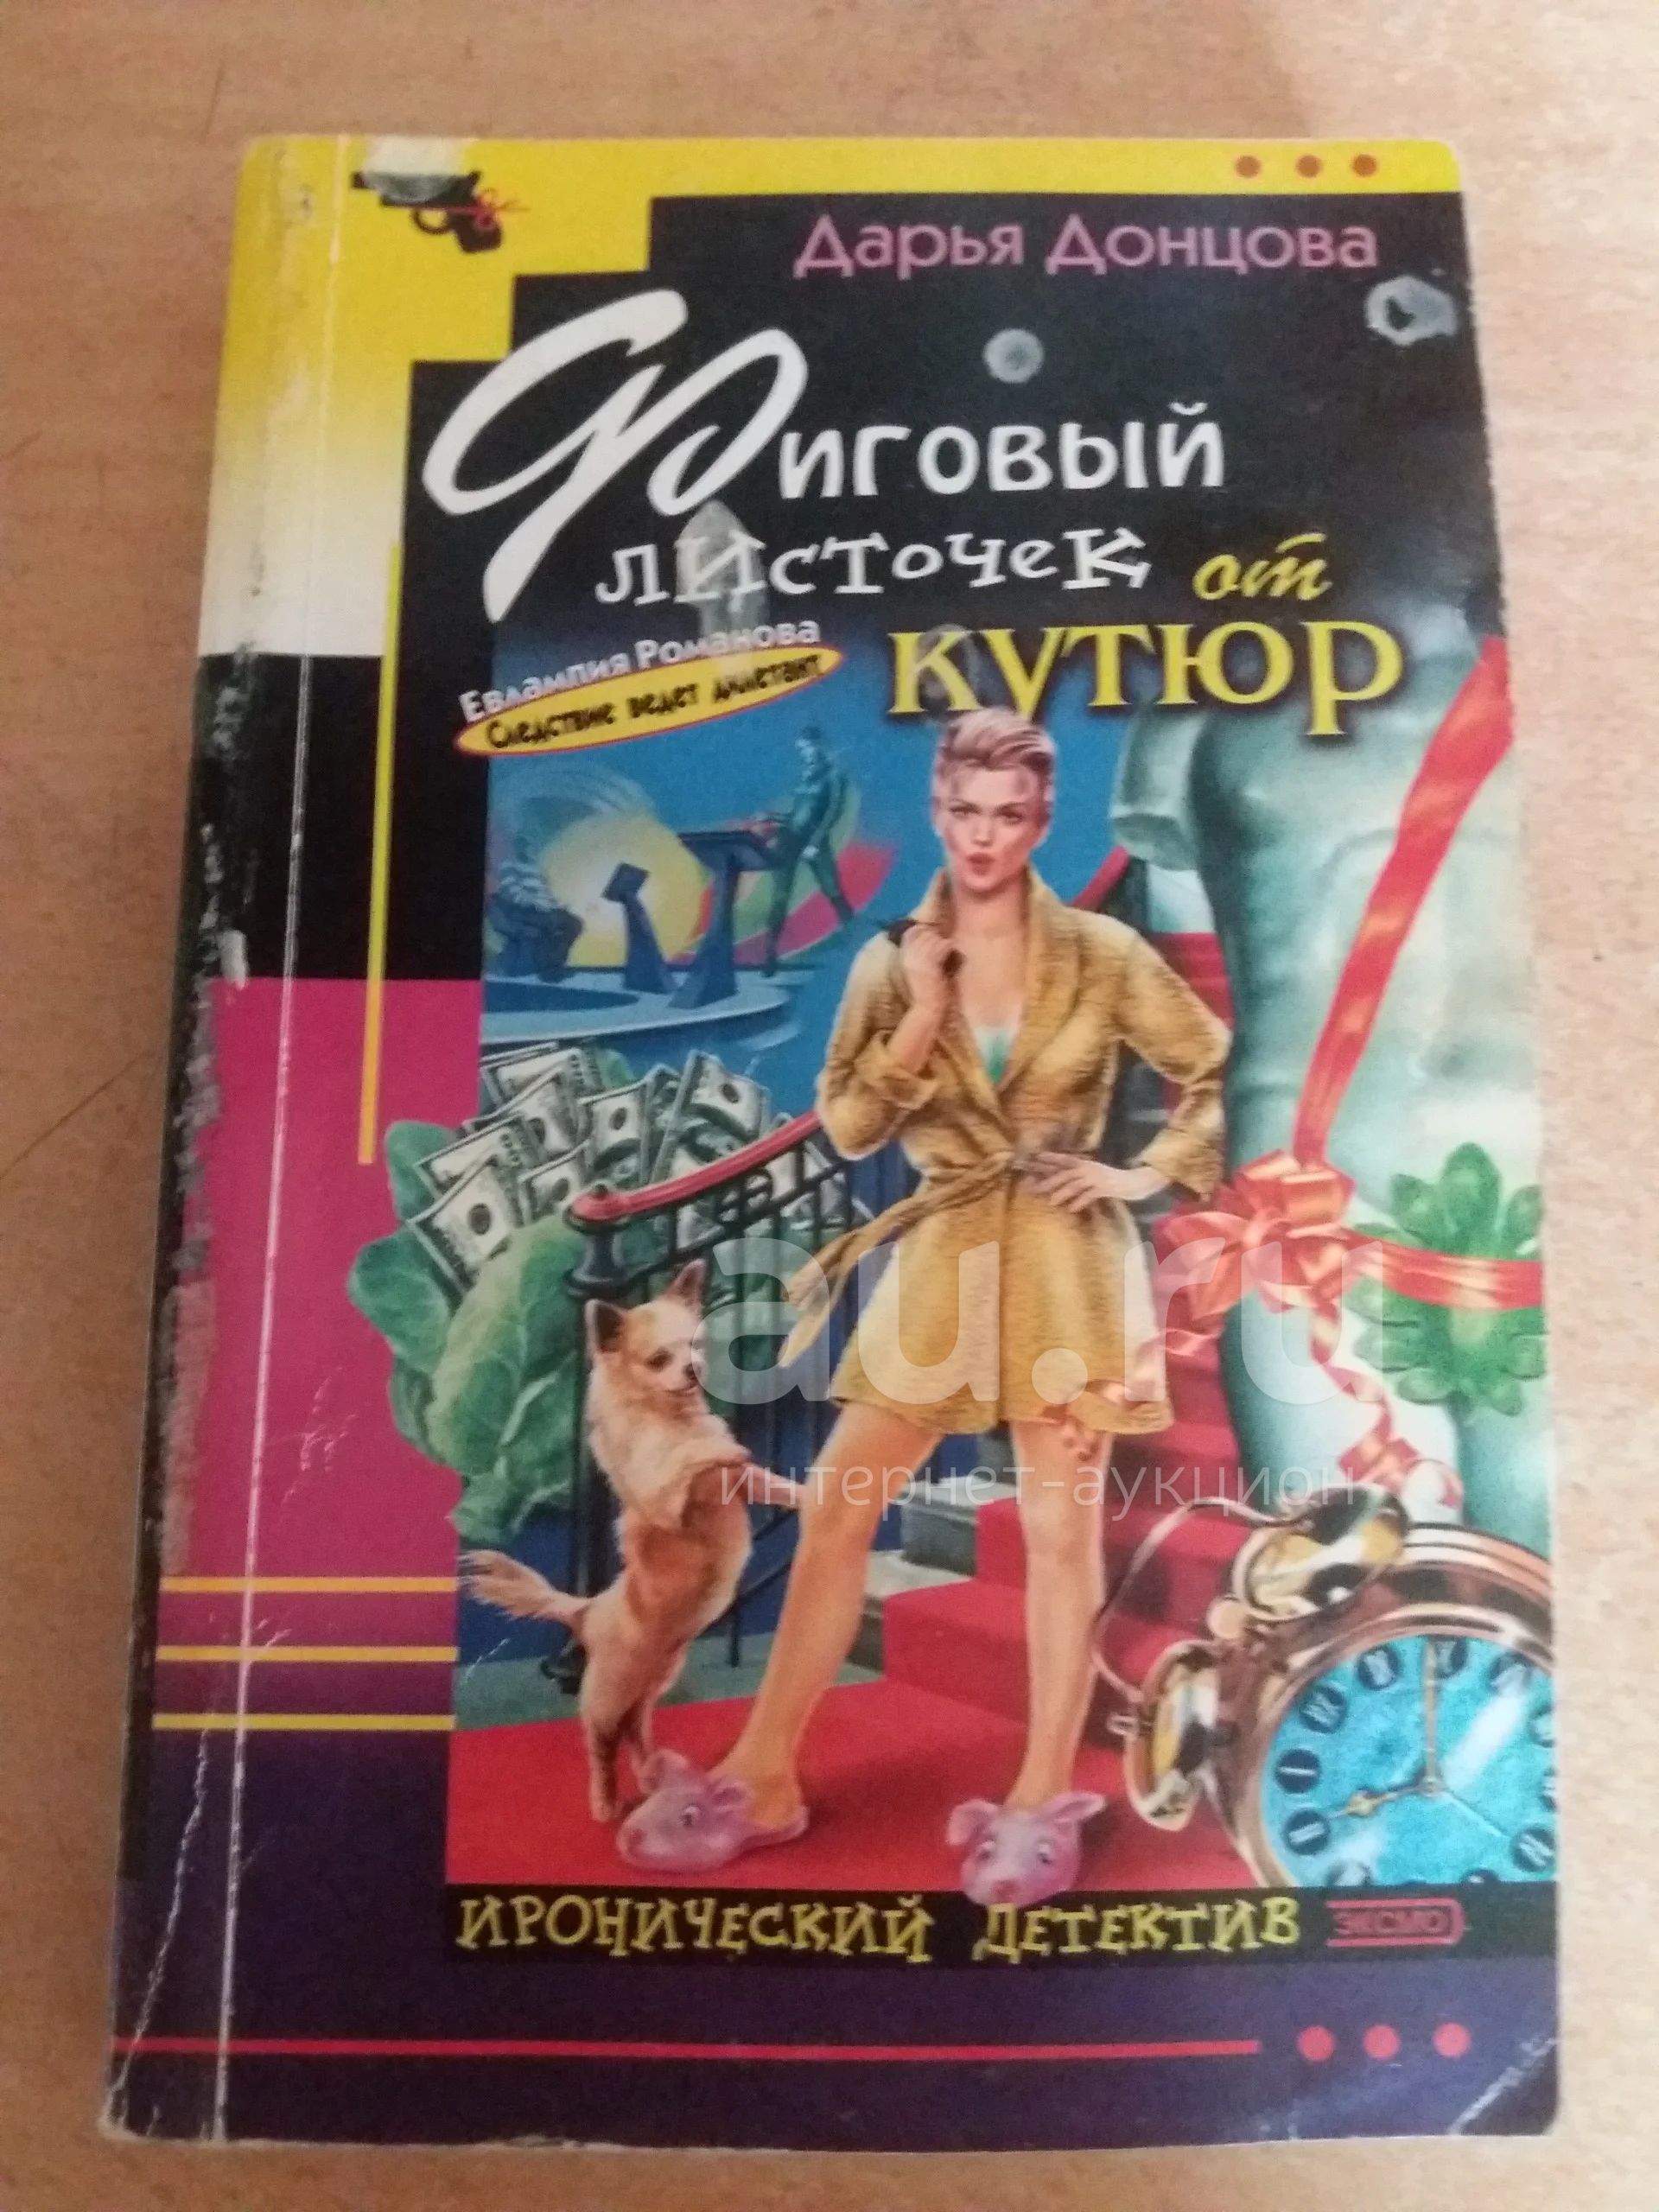 Дарья Донцова
Фиговый
листочек от
кутюр
Евлампия Романова
Следствие ведет дилетант
au.ru
интернет-аукцион
ИРОНИЧЕСКИЙ ДЕТЕКТИВ ЭКСМО